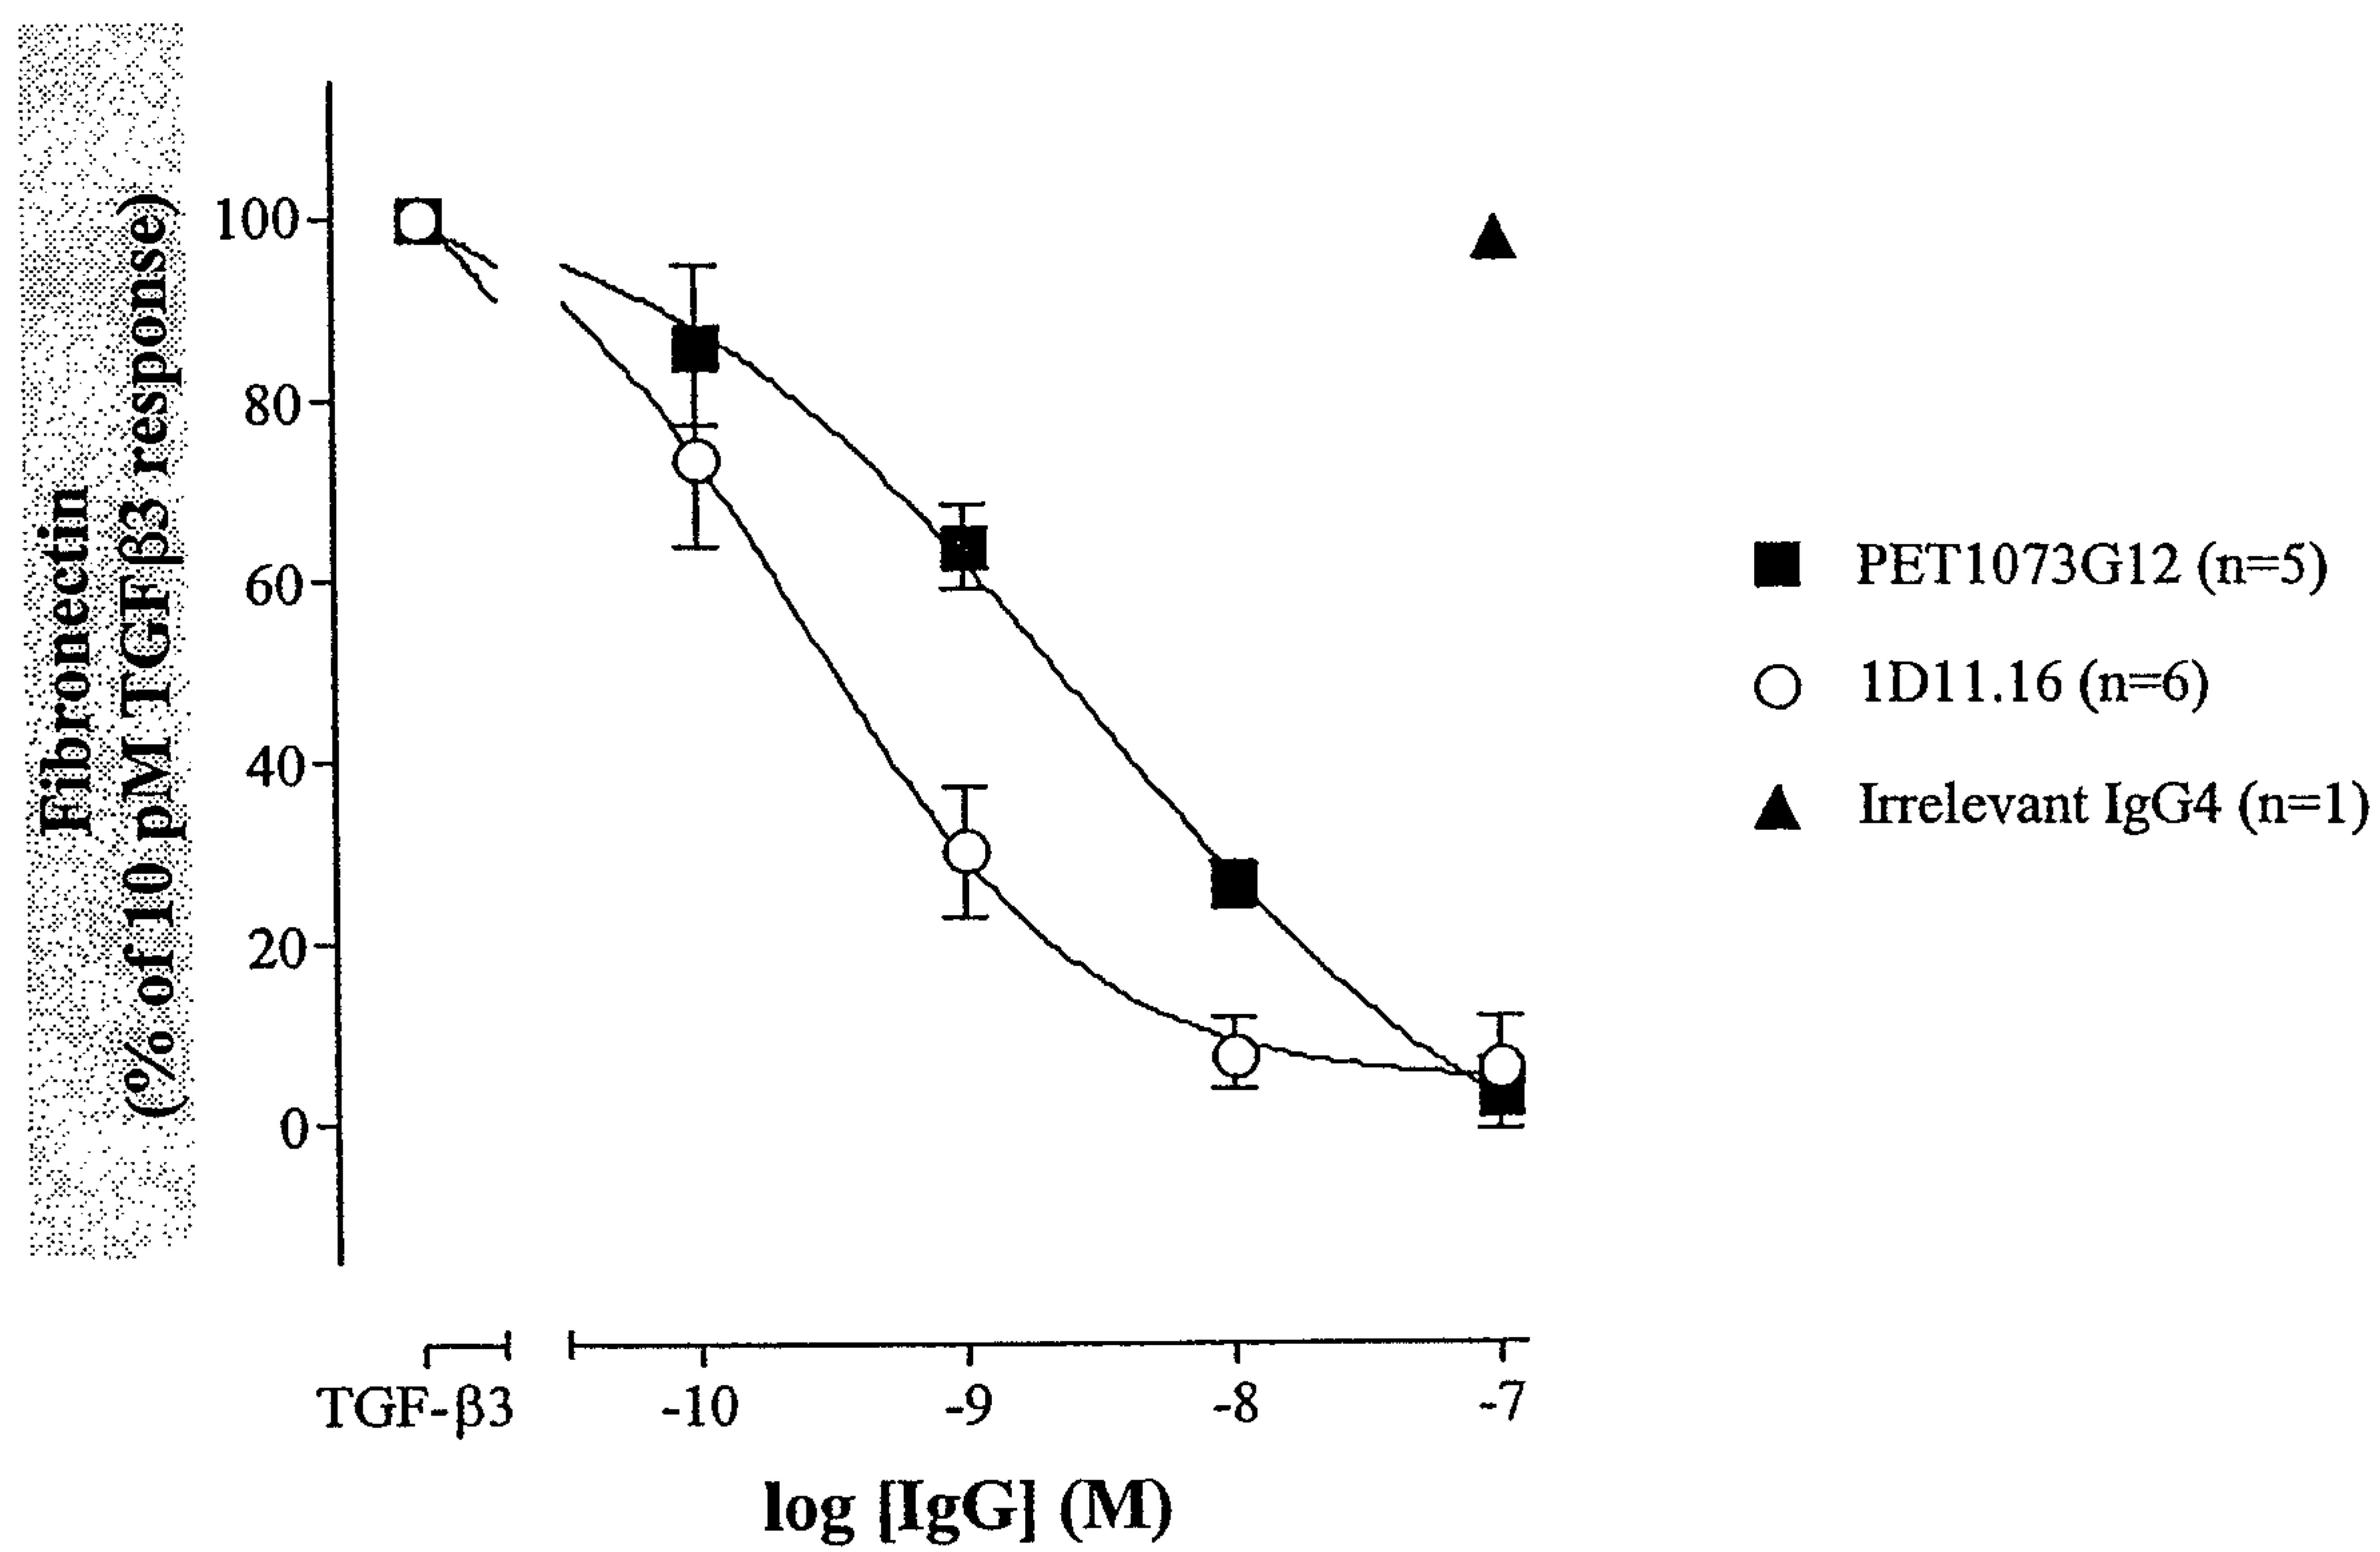 Fibronectin
(% of 10 pM TGFβ3 response)
100
80
60
40
20
0
TGF-β3
-10
-9
-8
-7
log [IgG] (M)
PET1073G12 (n=5)
1D11.16 (n=6)
Irrelevant IgG4 (n=1)